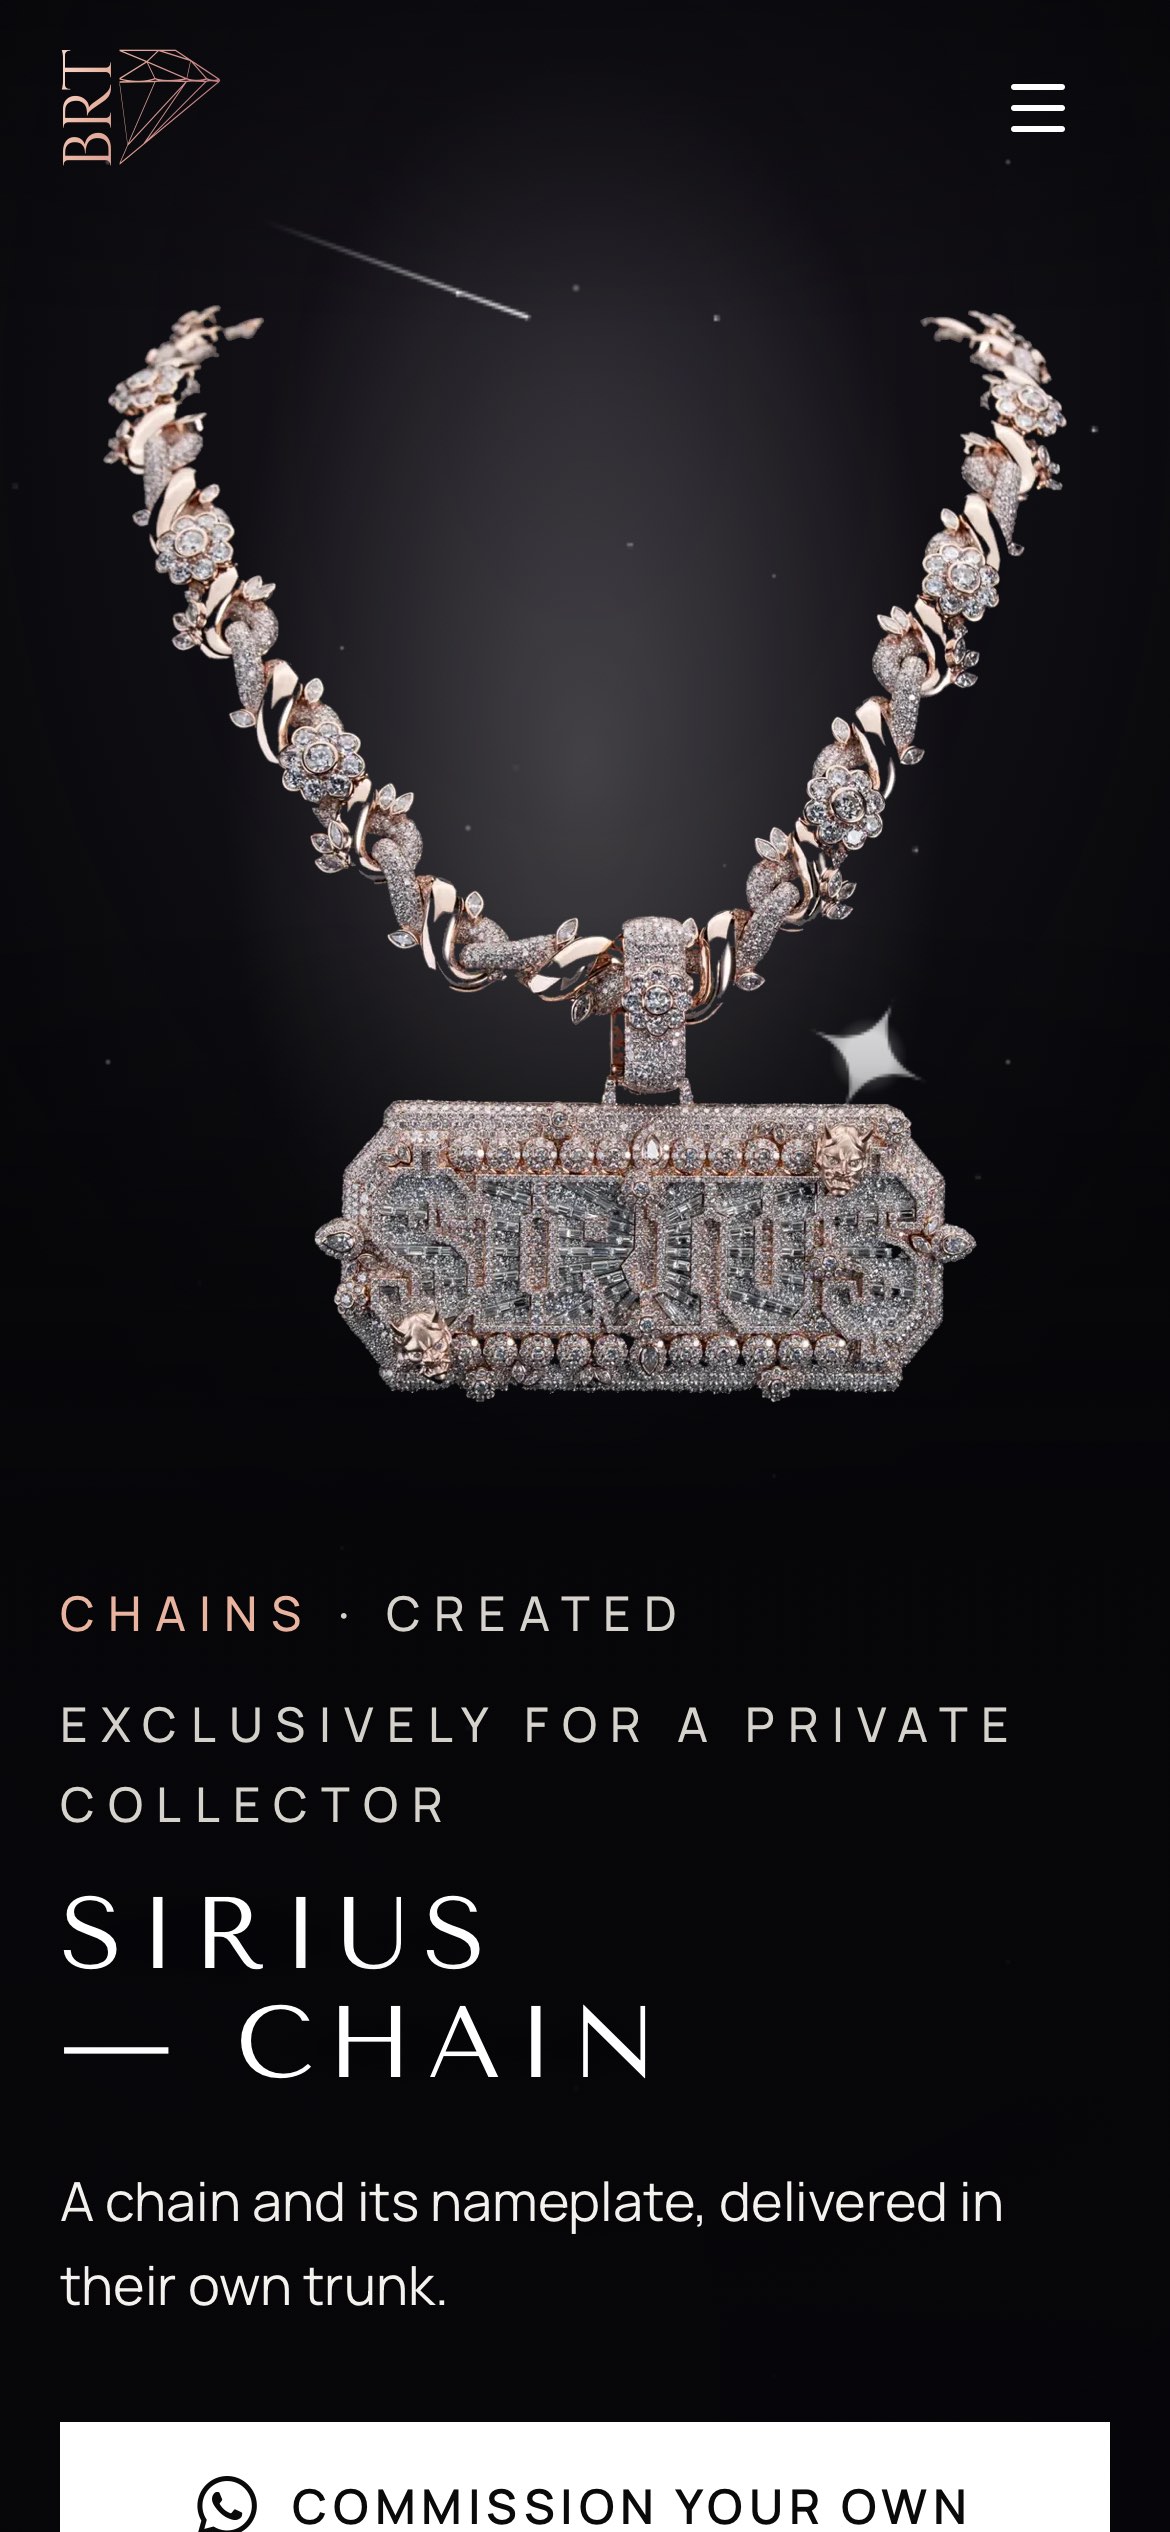 BRT
SIRIUS
CHAINS · CREATED
EXCLUSIVELY FOR A PRIVATE
COLLECTOR
SIRIUS
— CHAIN
A chain and its nameplate, delivered in
their own trunk.
COMMISSION YOUR OWN